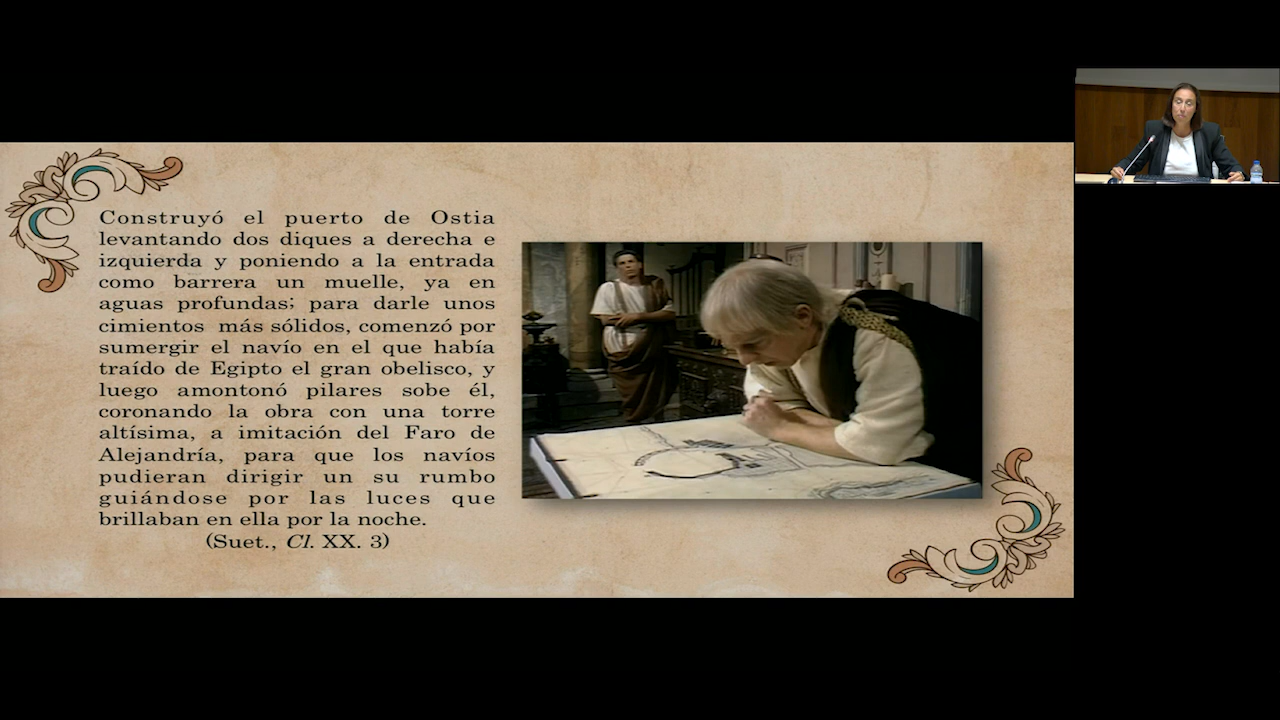 Construyó el puerto de Ostia
levantando dos diques a derecha e
izquierda y poniendo a la entrada
como barrera un muelle, ya en
aguas profundas; para darle unos
cimientos más sólidos, comenzó por
sumergir el navío en el que había
traído de Egipto el gran obelisco, y
luego amontonó pilares sobe él,
coronando la obra con una torre
altísima, a imitación del Faro de
Alejandría, para que los navíos
pudieran dirigir un su rumbo
guiándose por las luces que
brillaban en ella por la noche.
(Suet., Cl. XX. 3)